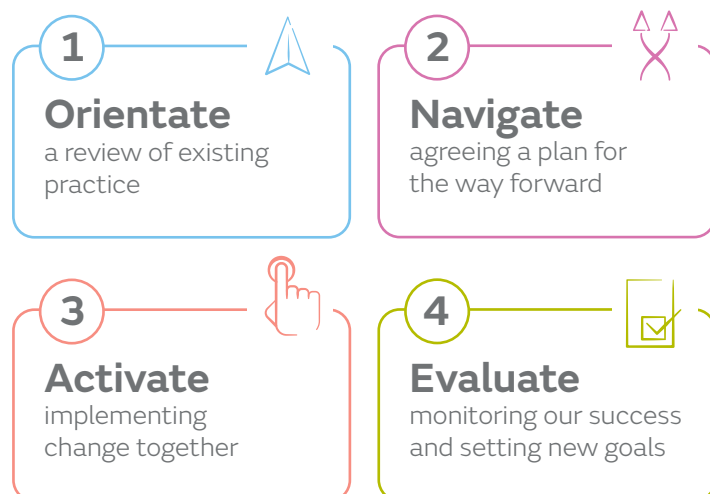 1
Orientate
a review of existing
practice
2
Navigate
agreeing a plan for
the way forward
3
Activate
implementing
change together
4
Evaluate
monitoring our success
and setting new goals